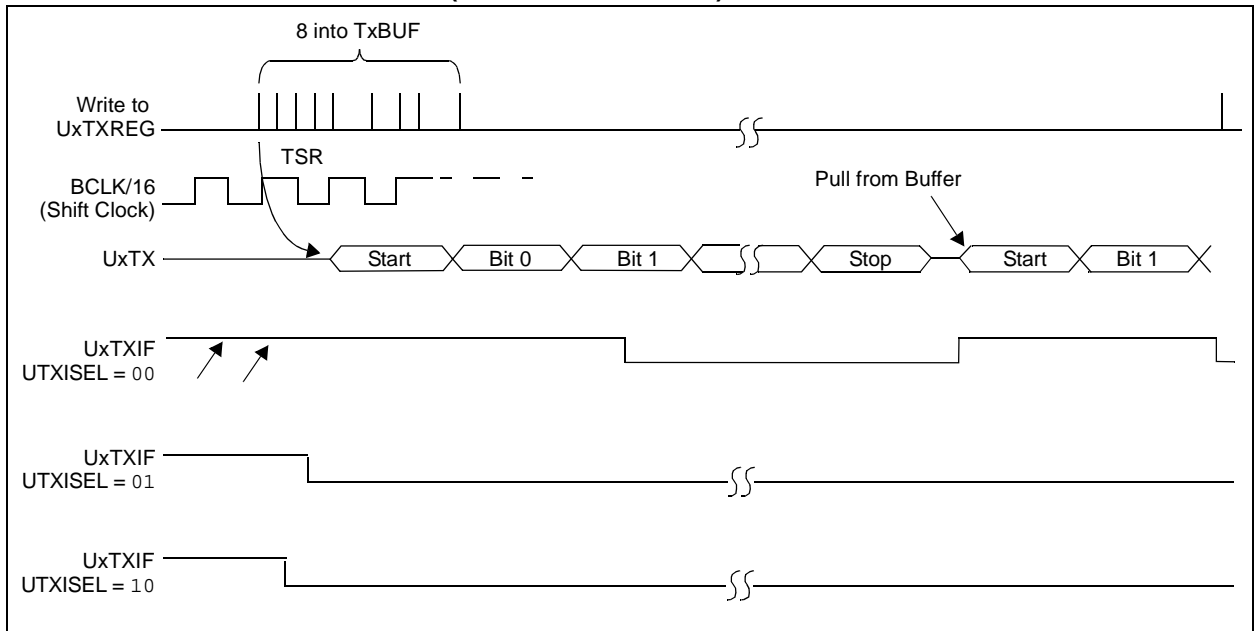 8 into TxBUF
Write to
UxTXREG
TSR
BCLK/16
(Shift Clock)
Pull from Buffer
UxTX
Start
Bit 0
Bit 1
Stop
Start
Bit 1
UxTXIF
UTXISEL = 00
UxTXIF
UTXISEL = 01
UxTXIF
UTXISEL = 10